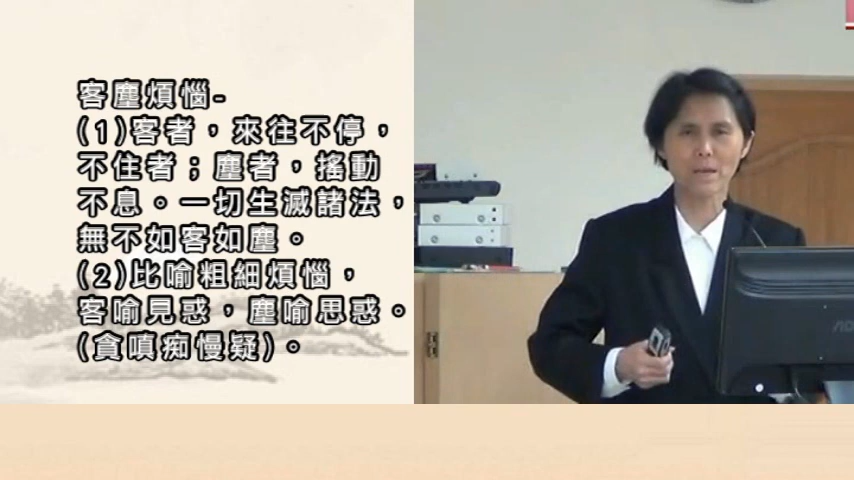 客塵煩惱-
(1)客者，來往不停，
不住者；塵者，搖動
不息。一切生滅諸法，
無不如客如塵。
(2)比喻粗細煩惱，
客喻見惑，塵喻思惑。
(貪嗔痴慢疑)。